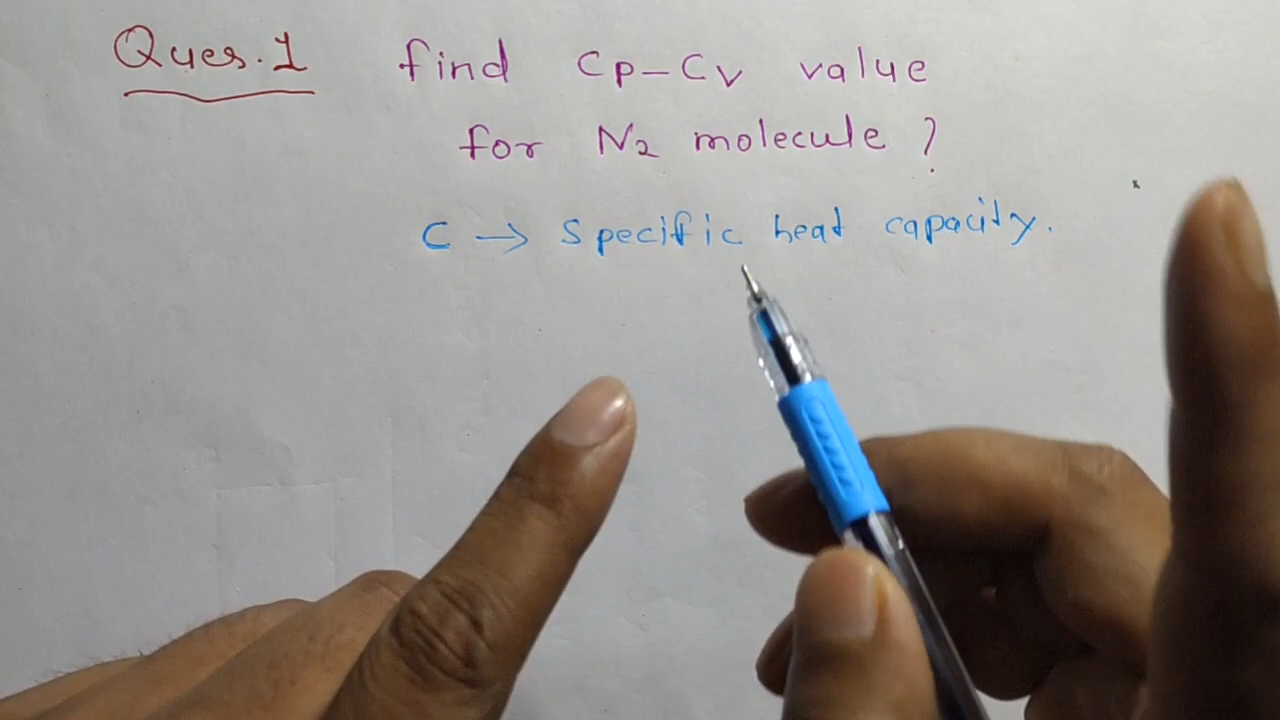 Ques.1 find Cp-Cv value
for N2 molecule ?
C → Specific heat capacity.